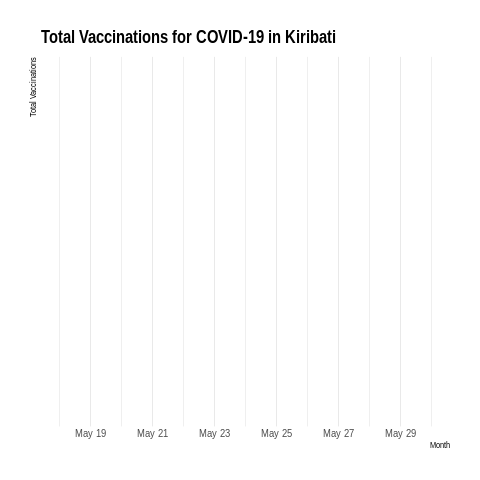 Total Vaccinations for COVID-19 in Kiribati
Total Vaccinations
May 19 May 21 May 23 May 25 May 27 May 29
Month